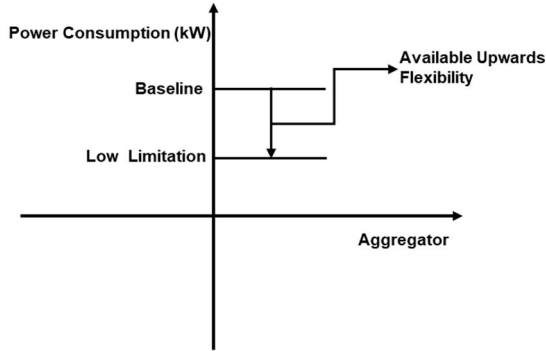 Power Consumption (kW)
Available Upwards
Flexibility
Baseline
Low Limitation
Aggregator